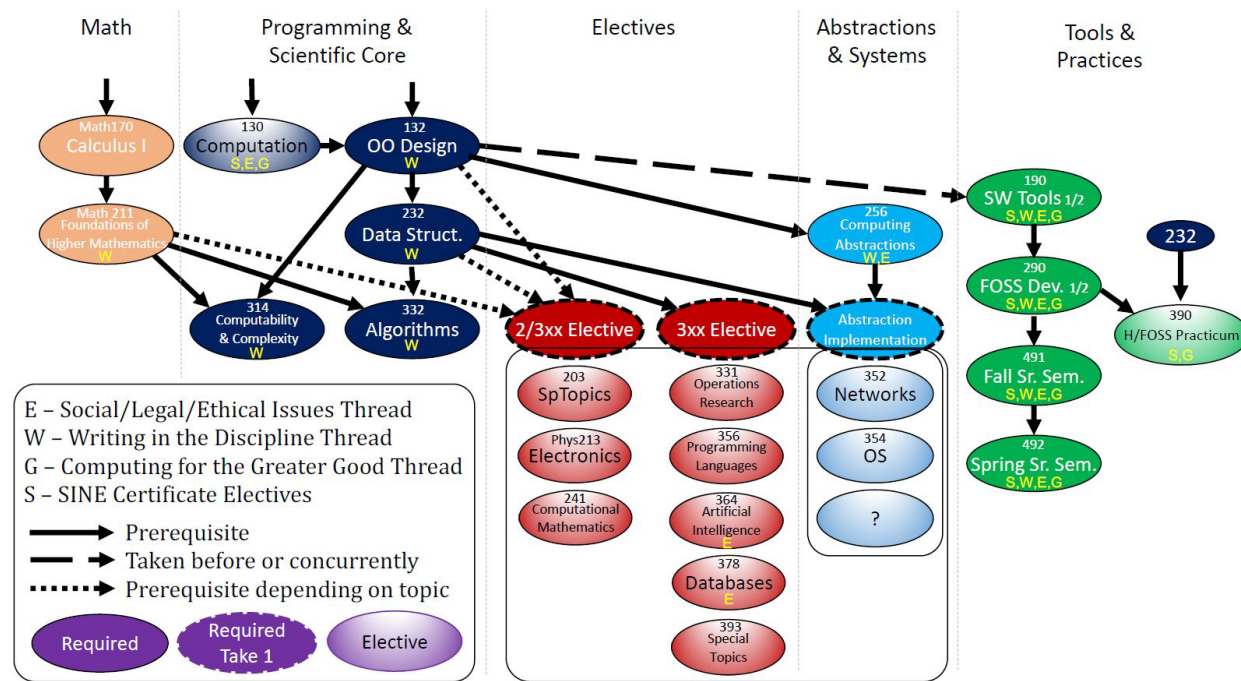 Math
Programming &
Scientific Core
Electives
Abstractions
& Systems
Tools &
Practices
Math170
Calculus I
130
Computation
S,E,G
132
OO Design
W
190
SW Tools 1/2
S,W,E,G
Math 211
Foundations of
Higher Mathematics
W
232
Data Struct.
W
256
Computing
Abstractions
W,E
232
290
FOSS Dev. 1/2
S,W,E,G
314
Computability
& Complexity
W
332
Algorithms
W
2/3xx Elective
3xx Elective
Abstraction
Implementation
390
H/FOSS Practicum
S,G
491
Fall Sr. Sem.
S,W,E,G
492
Spring Sr. Sem.
S,W,E,G
203
SpTopics
Phys213
Electronics
241
Computational
Mathematics
331
Operations
Research
356
Programming
Languages
364
Artificial
Intelligence
E
378
Databases
E
393
Special
Topics
352
Networks
354
OS
?
E – Social/Legal/Ethical Issues Thread
W – Writing in the Discipline Thread
G – Computing for the Greater Good Thread
S – SINE Certificate Electives
Prerequisite
Taken before or concurrently
Prerequisite depending on topic
Required
Required
Take 1
Elective